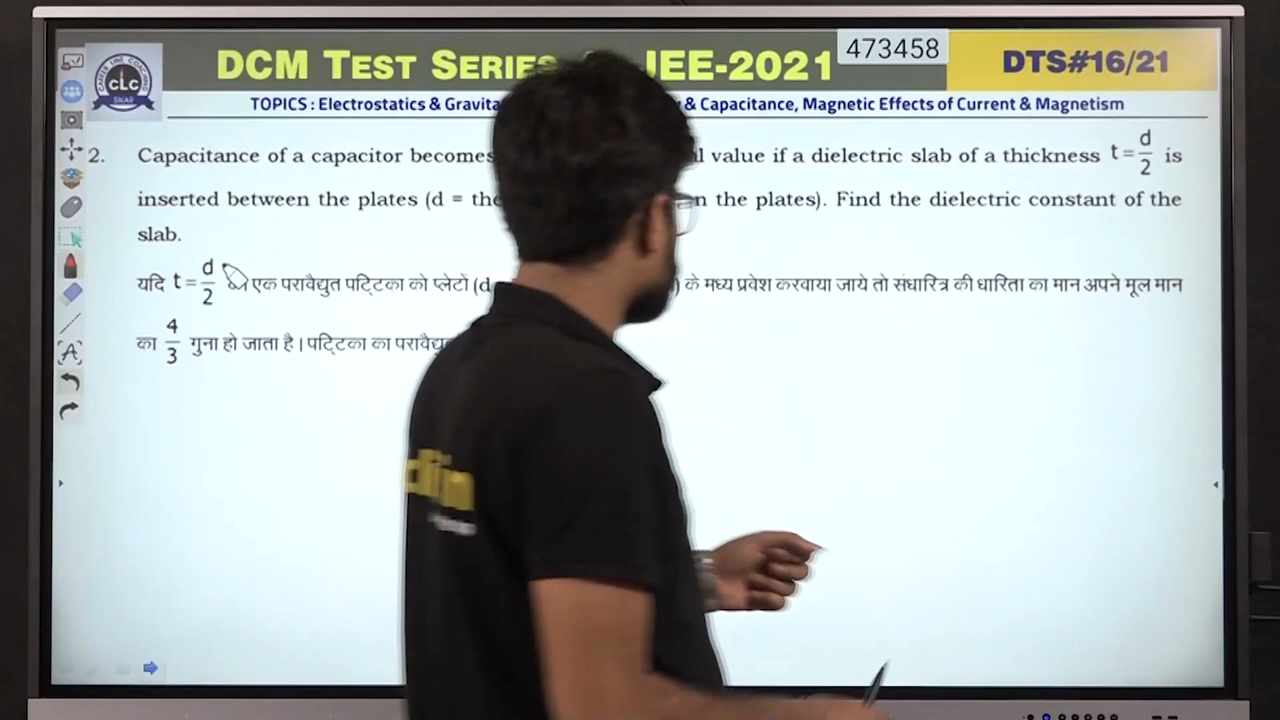 DCM TEST SERIES JEE-2021
473458
DTS#16/21
CAREER LINE COACHING
CLC
SIKAR
TOPICS : Electrostatics & & Capacitance, Magnetic Effects of Current & Magnetism
2. Capacitance of a capacitor becomes value if a dielectric slab of a thickness t = d/2 is
inserted between the plates (d = the plates). Find the dielectric constant of the
slab.
यदि t = d/2 एक परावैद्युत पट्टिका को प्लेटों (d ) के मध्य प्रवेश करवाया जाये तो संधारित्र की धारिता का मान अपने मूल मान
का 4/3 गुना हो जाता है। पट्टिका का